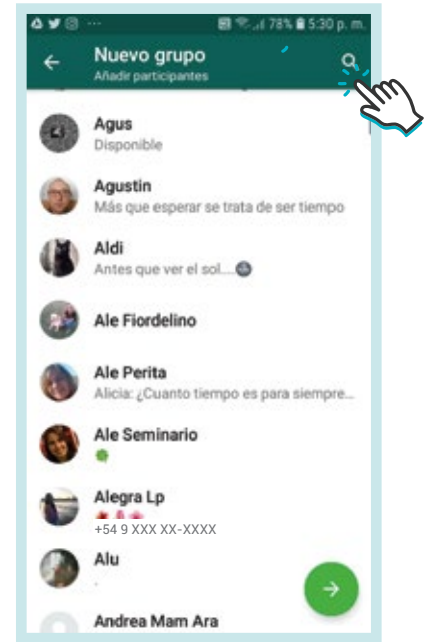 78% 5:30 p. m.
Nuevo grupo
Añadir participantes
Agus
Disponible
Agustin
Más que esperar se trata de ser tiempo
Aldi
Antes que ver el sol....
Ale Fiordelino
Ale Perita
Alicia: ¿Cuanto tiempo es para siempre...
Ale Seminario
Alegra Lp
+54 9 XXX XX-XXXX
Alu
.
Andrea Mam Ara